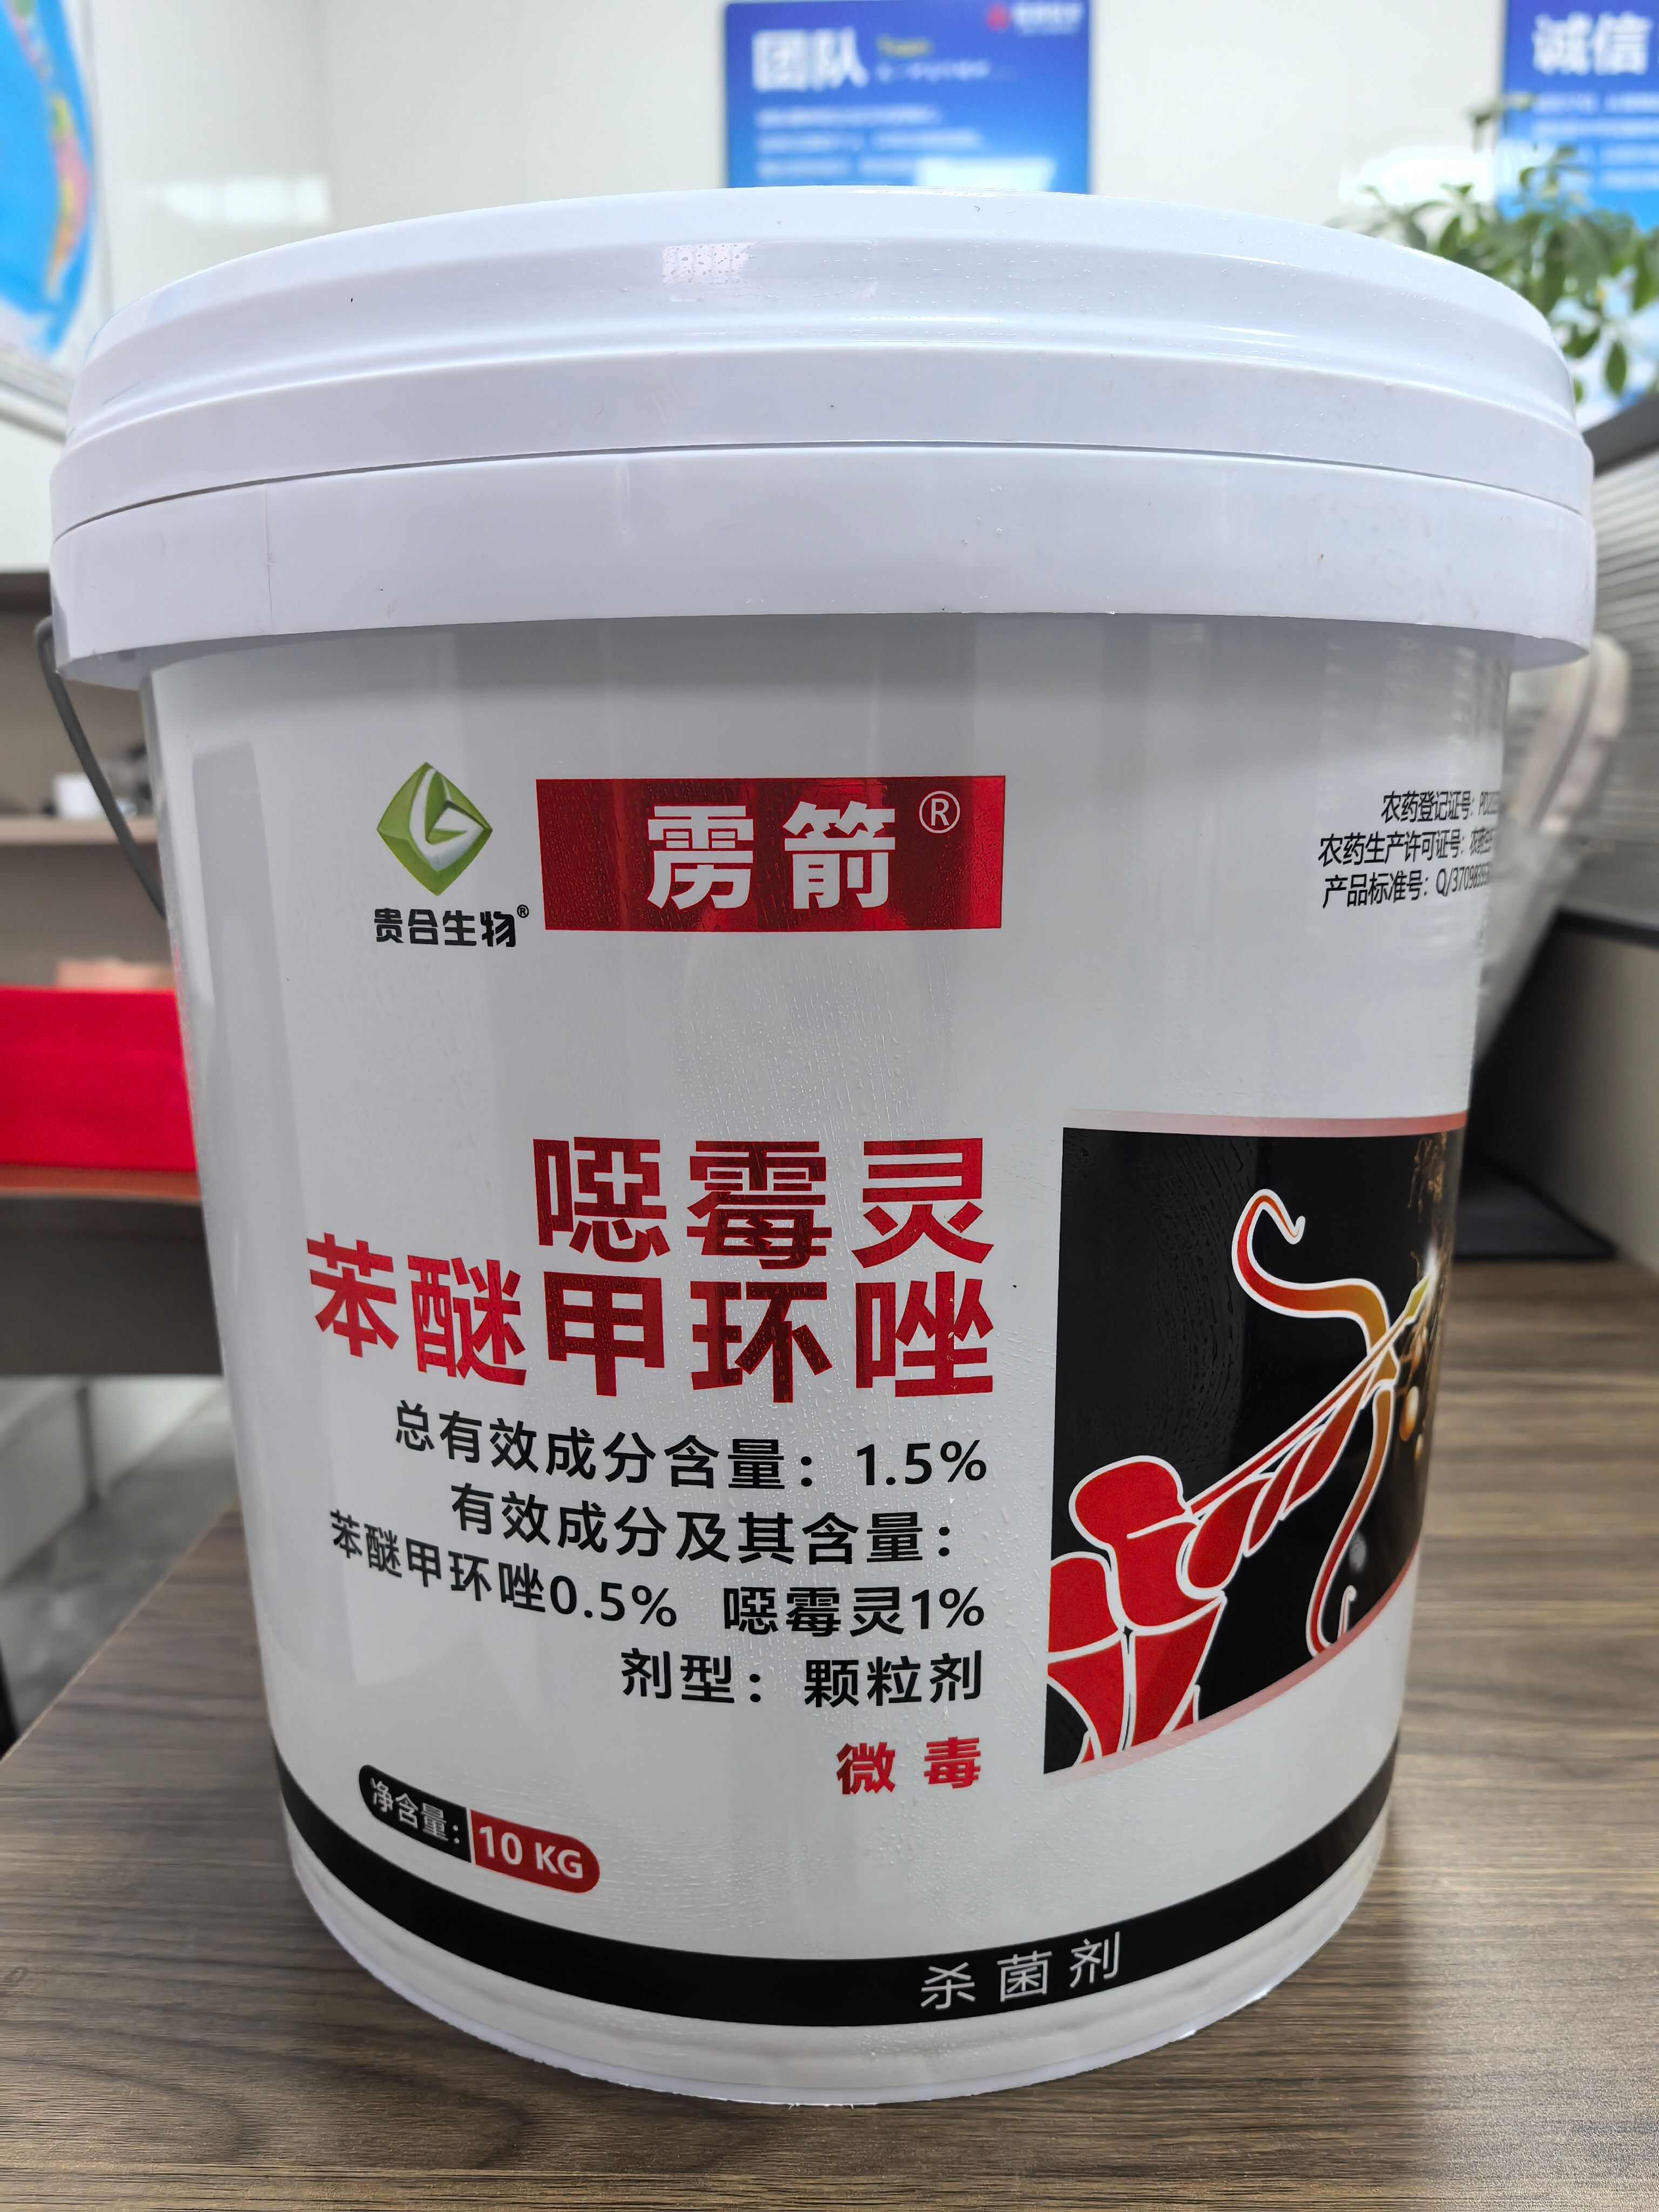 团队
诚信
雳箭®
贵合生物®
农药登记证号：
农药生产许可证号：
产品标准号：Q/370983
噁霉灵
苯醚甲环唑
总有效成分含量：1.5%
有效成分及其含量：
苯醚甲环唑0.5% 噁霉灵1%
剂型：颗粒剂
微毒
净含量：10 KG
杀菌剂